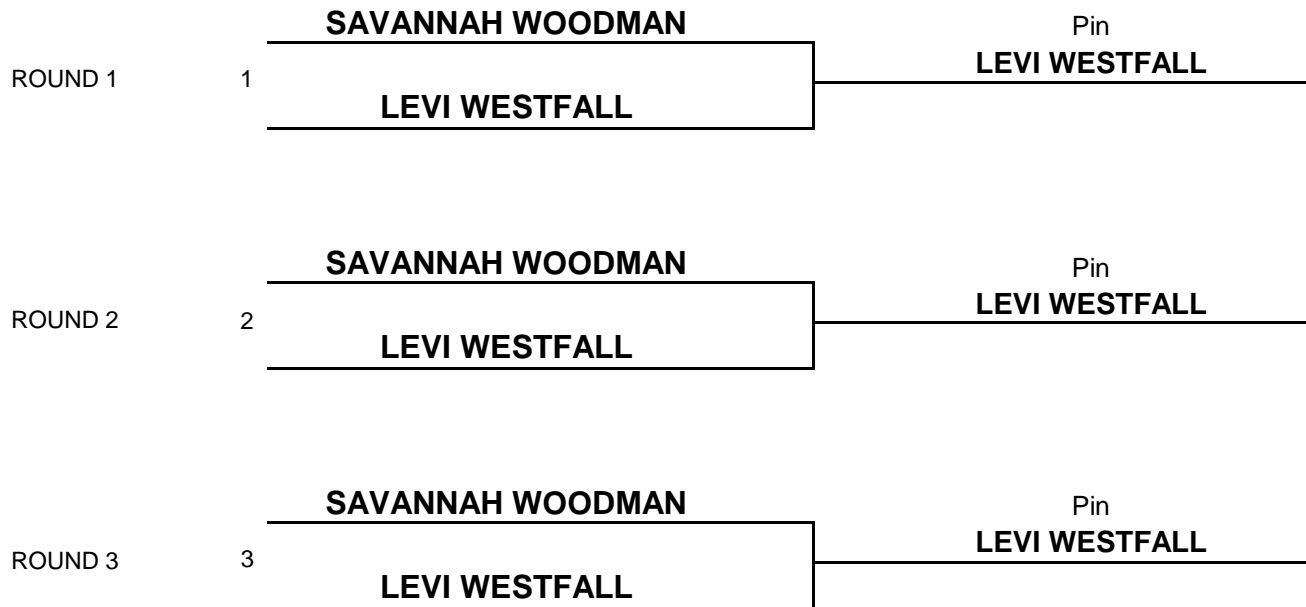 SAVANNAH WOODMAN
Pin
LEVI WESTFALL
ROUND 1
1
LEVI WESTFALL
SAVANNAH WOODMAN
Pin
LEVI WESTFALL
ROUND 2
2
LEVI WESTFALL
SAVANNAH WOODMAN
Pin
LEVI WESTFALL
ROUND 3
3
LEVI WESTFALL